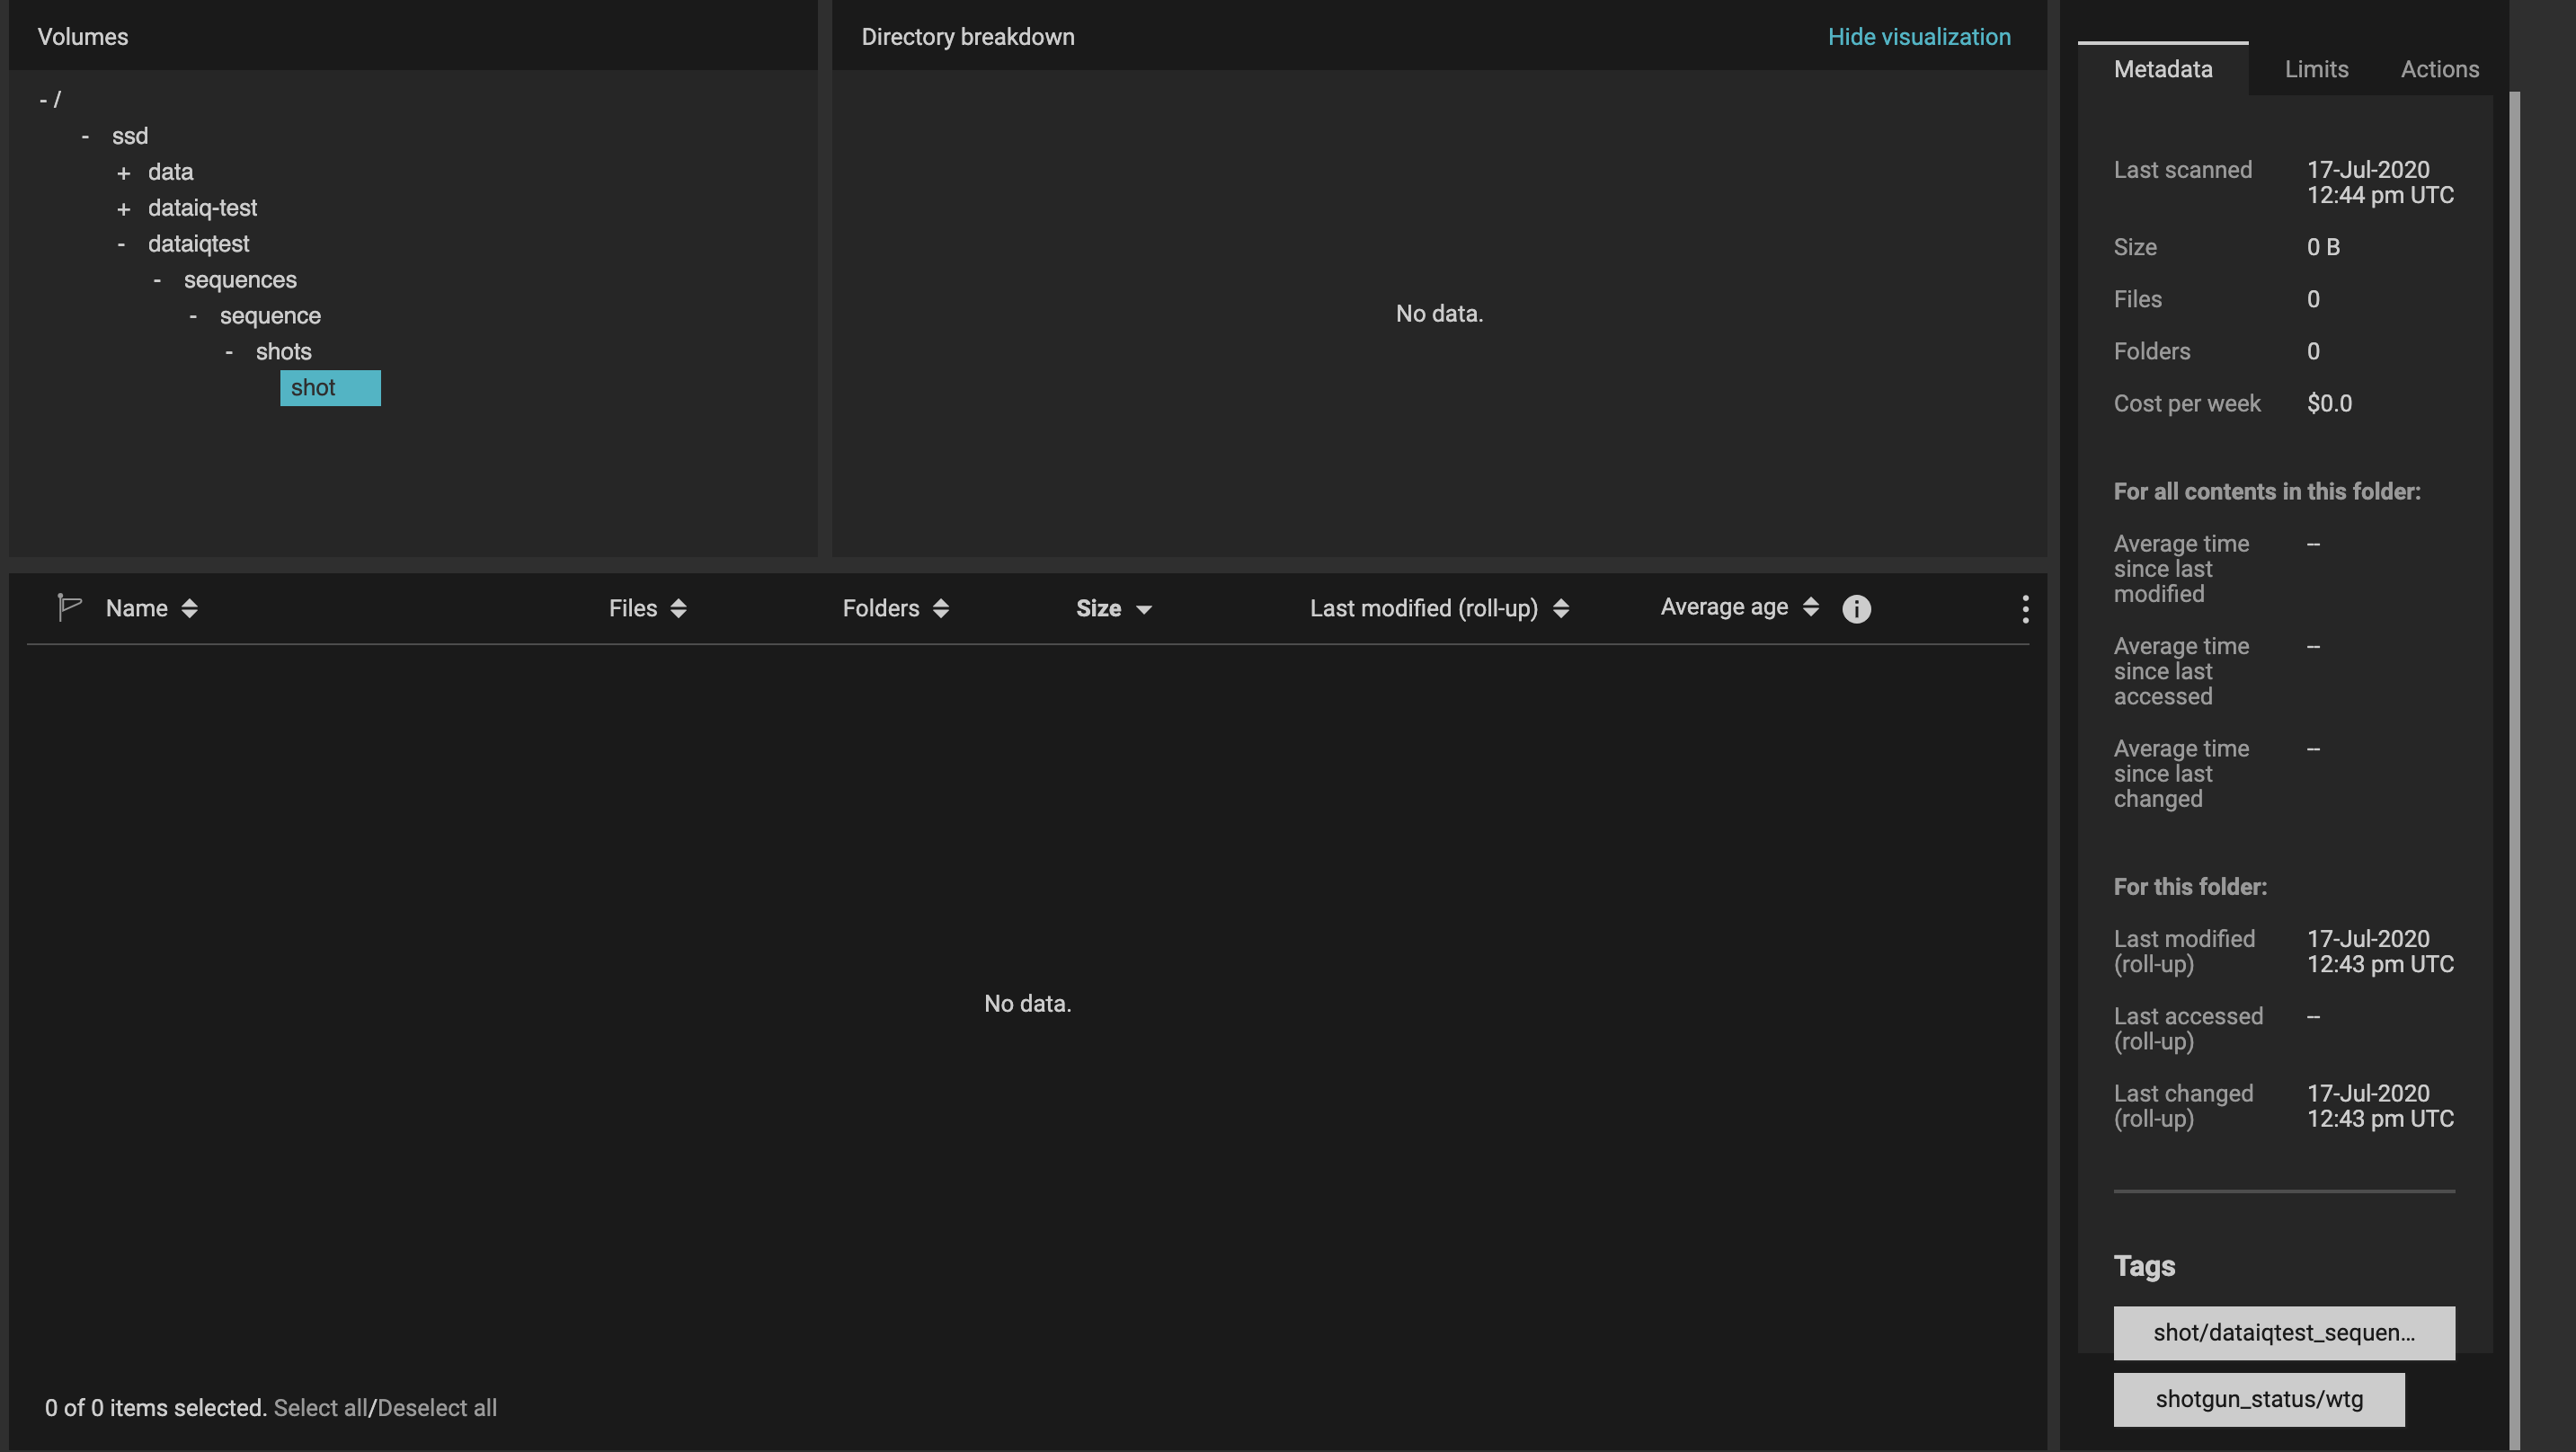 Volumes
- /
- ssd
+ data
+ dataiq-test
- dataiqtest
- sequences
- sequence
- shots
shot
Directory breakdown
Hide visualization
No data.
Name
Files
Folders
Size
Last modified (roll-up)
Average age
No data.
0 of 0 items selected. Select all/Deselect all
Metadata
Limits
Actions
Last scanned
17-Jul-2020
12:44 pm UTC
Size
0 B
Files
0
Folders
0
Cost per week
$0.0
For all contents in this folder:
Average time
since last
modified
--
Average time
since last
accessed
--
Average time
since last
changed
--
For this folder:
Last modified
(roll-up)
17-Jul-2020
12:43 pm UTC
Last accessed
(roll-up)
--
Last changed
(roll-up)
17-Jul-2020
12:43 pm UTC
Tags
shot/dataiqtest_sequen...
shotgun_status/wtg